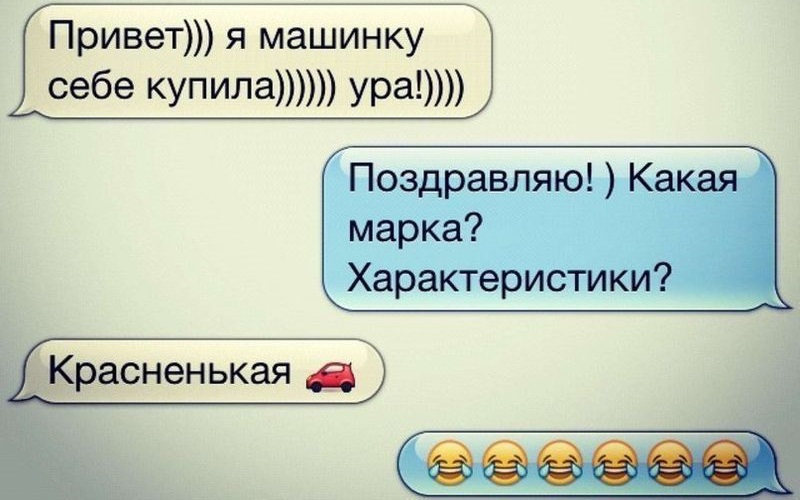 Привет))) я машинку
себе купила)))))) ура!))))
Поздравляю! ) Какая
марка?
Характеристики?
Красненькая 🚗
😂😂😂😂😂😂